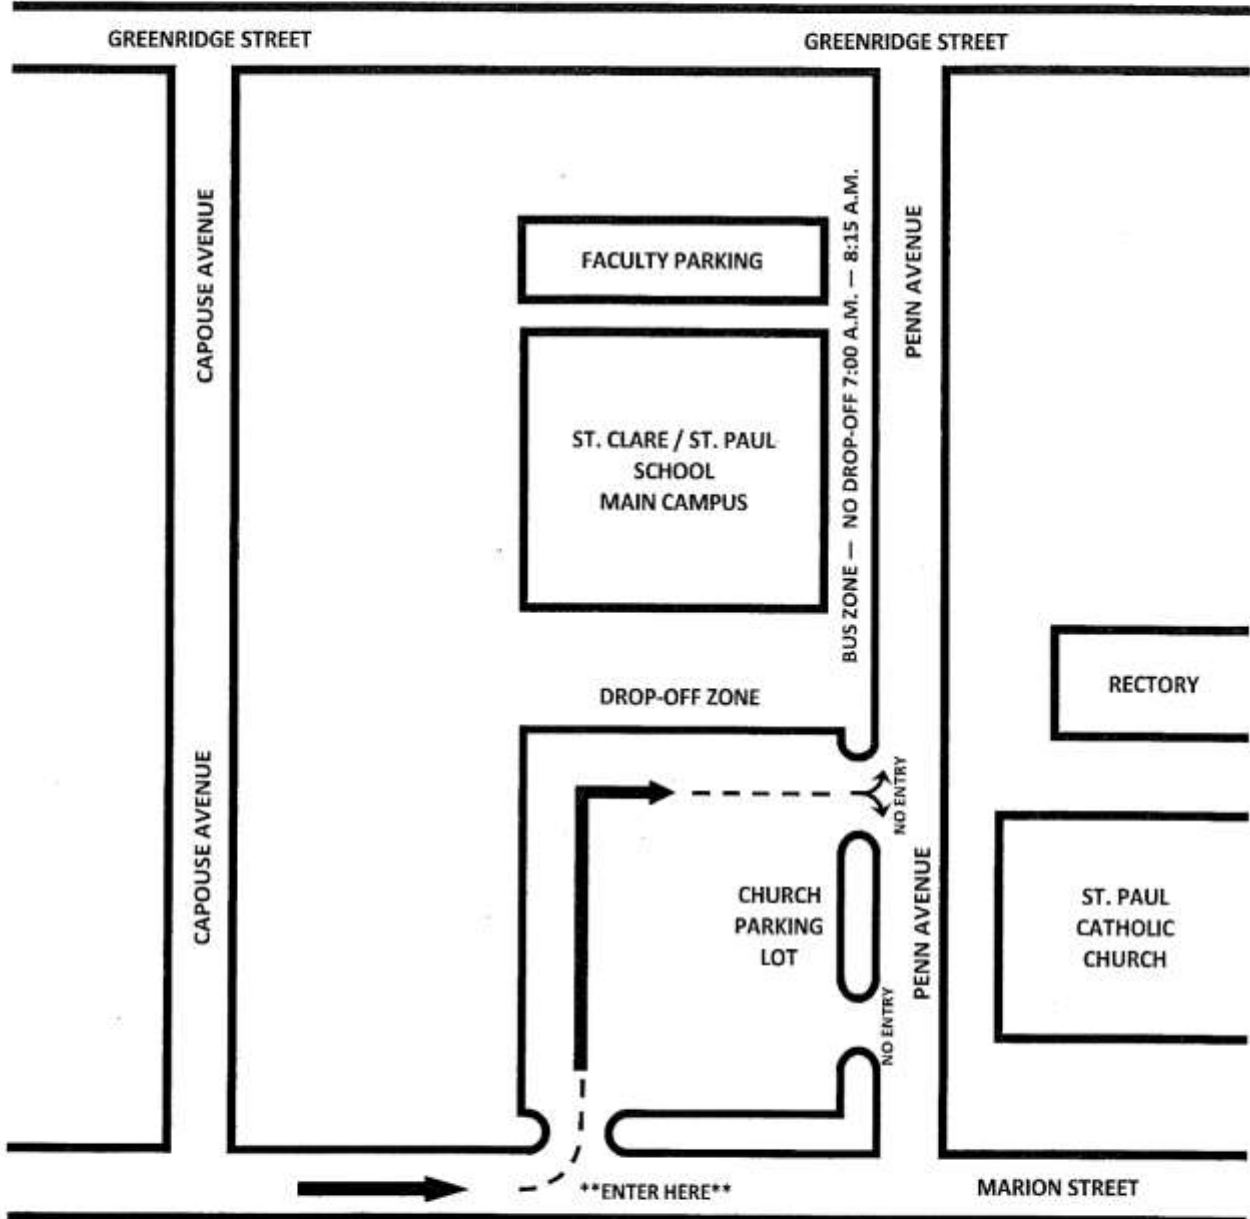 GREENRIDGE STREET
GREENRIDGE STREET
CAPOUSE AVENUE
FACULTY PARKING
BUS ZONE — NO DROP-OFF 7:00 A.M. — 8:15 A.M.
PENN AVENUE
ST. CLARE / ST. PAUL
SCHOOL
MAIN CAMPUS
DROP-OFF ZONE
RECTORY
CAPOUSE AVENUE
NO ENTRY
CHURCH
PARKING
LOT
PENN AVENUE
ST. PAUL
CATHOLIC
CHURCH
NO ENTRY
**ENTER HERE**
MARION STREET